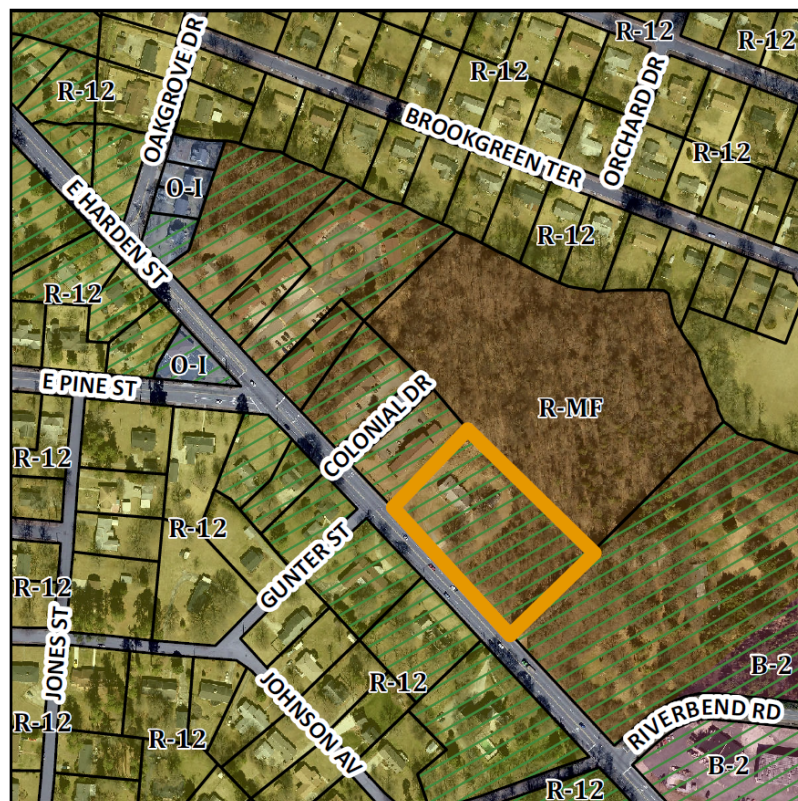 R-12
R-12
OAKGROVE DR
R-12
R-12
ORCHARD DR
BROOKGREEN TER
R-12
O-I
E HARDEN ST
R-12
R-12
O-I
E PINE ST
COLONIAL DR
R-MF
R-12
R-12
GUNTER ST
R-12
JONES ST
JOHNSON AV
R-12
B-2
R-12
R-12
RIVERBEND RD
B-2
R-12